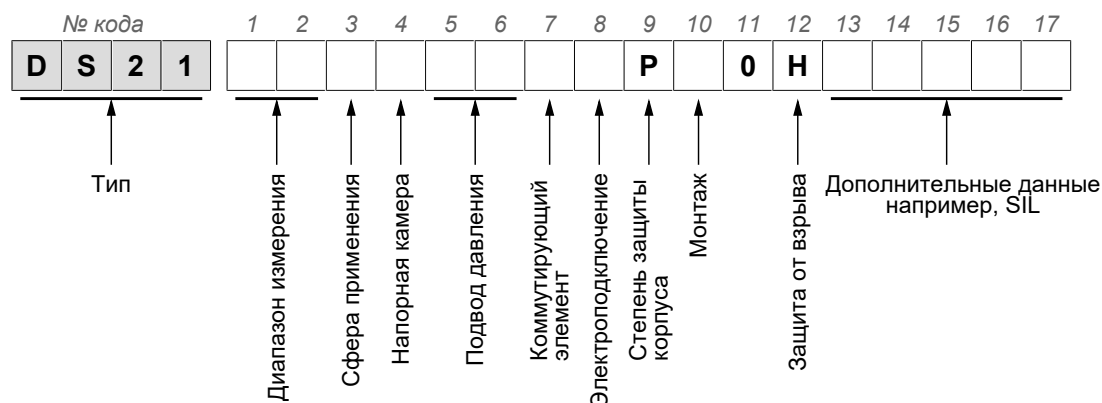 № кода 1 2 3 4 5 6 7 8 9 10 11 12 13 14 15 16 17
D S 2 1 P 0 H
Тип
Диапазон измерения
Сфера применения
Напорная камера
Подвод давления
Коммутирующий
элемент
Электроподключение
Степень защиты
корпуса
Монтаж
Защита от взрыва
Дополнительные данные
например, SIL